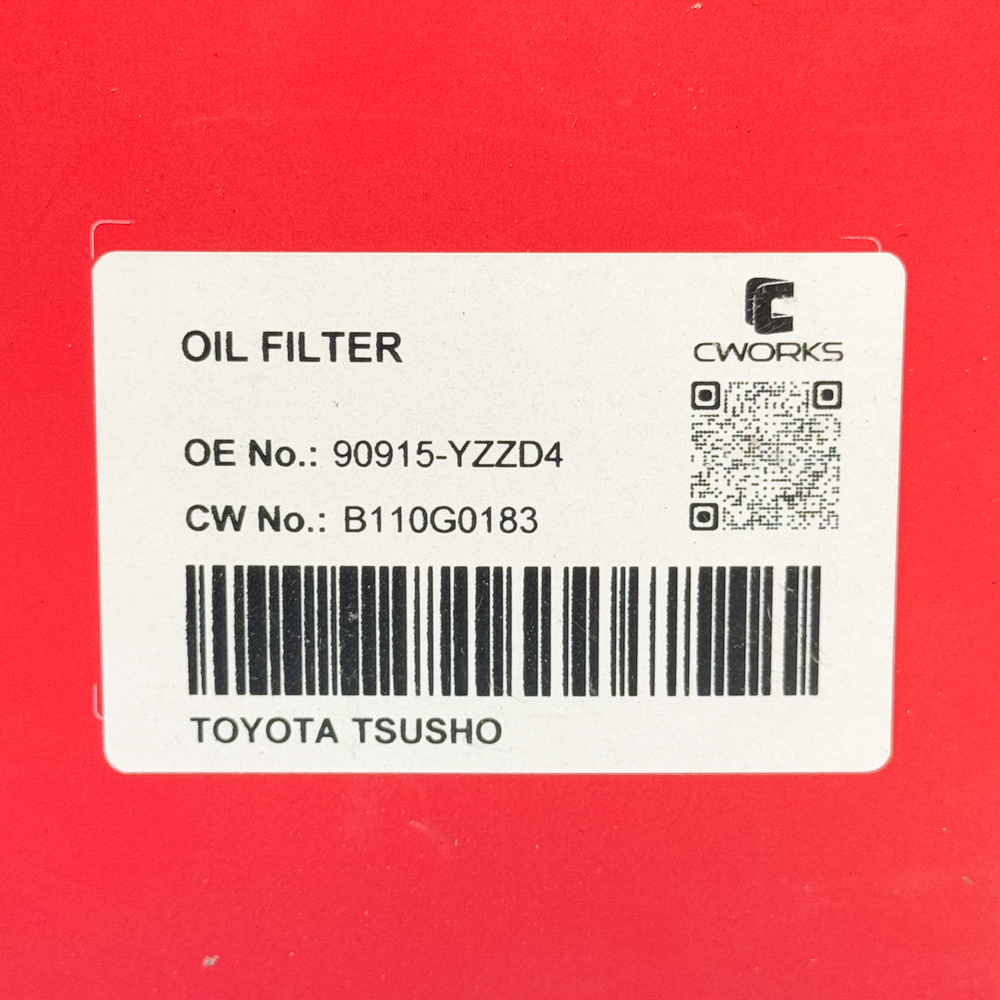 OIL FILTER
CWORKS
OE No.: 90915-YZZD4
CW No.: B110G0183
TOYOTA TSUSHO